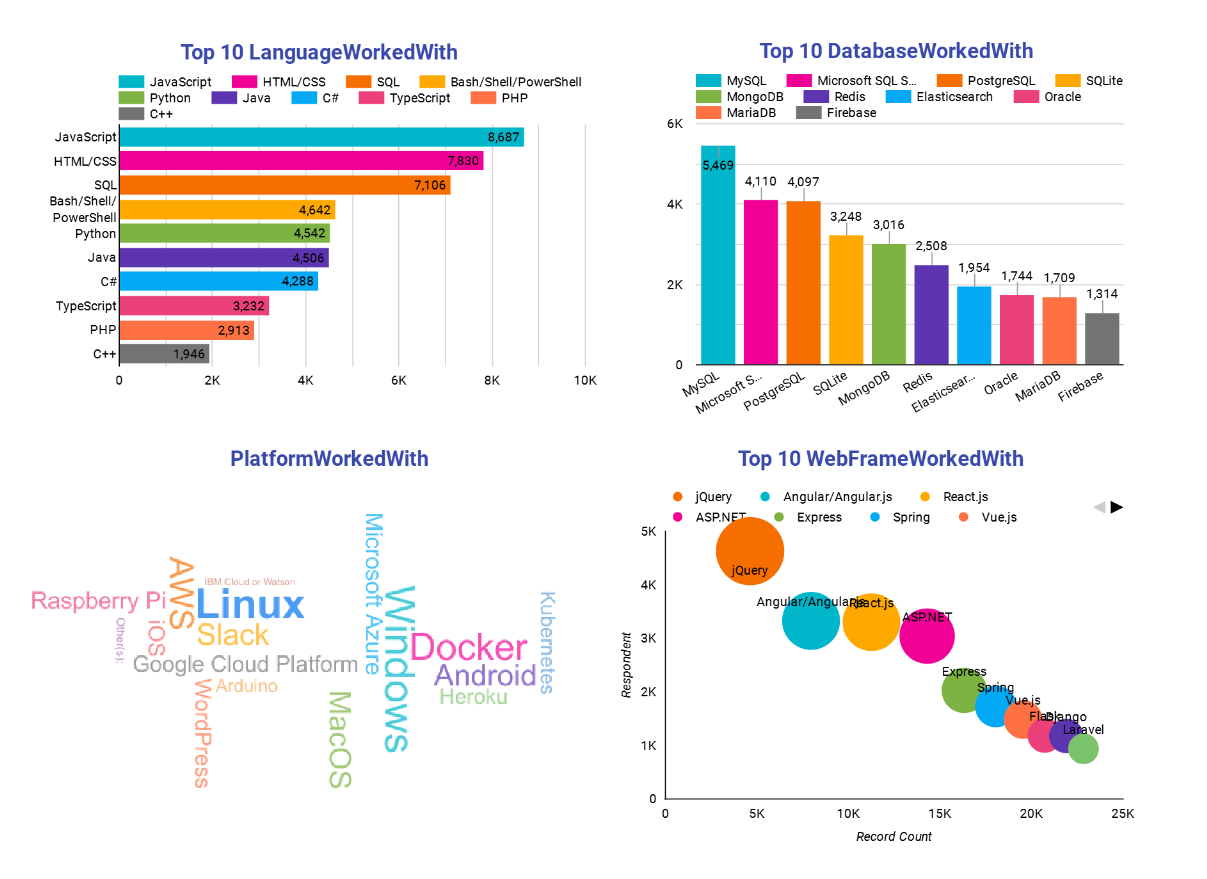 Top 10 LanguageWorkedWith
JavaScript HTML/CSS SQL Bash/Shell/PowerShell
Python Java C# TypeScript PHP
C++
JavaScript 8,687
HTML/CSS 7,830
SQL 7,106
Bash/Shell/
PowerShell 4,642
Python 4,542
Java 4,506
C# 4,288
TypeScript 3,232
PHP 2,913
C++ 1,946
0 2K 4K 6K 8K 10K
Top 10 DatabaseWorkedWith
MySQL Microsoft SQL S... PostgreSQL SQLite
MongoDB Redis Elasticsearch Oracle
MariaDB Firebase
6K
4K
2K
0
5,469
4,110
4,097
3,248
3,016
2,508
1,954
1,744
1,709
1,314
MySQL
Microsoft S...
PostgreSQL
SQLite
MongoDB
Redis
Elasticsear...
Oracle
MariaDB
Firebase
PlatformWorkedWith
Microsoft Azure
AWS
IBM Cloud or Watson
Raspberry Pi
Linux
Windows
Kubernetes
Other(s):
iOS
Slack
Docker
Google Cloud Platform
Android
Arduino
Heroku
WordPress
MacOS
Top 10 WebFrameWorkedWith
jQuery Angular/Angular.js React.js
ASP.NET Express Spring Vue.js
5K
4K
3K
2K
1K
0
Respondent
jQuery
Angular/Angular.js
React.js
ASP.NET
Express
Spring
Vue.js
Flask
Django
Laravel
0 5K 10K 15K 20K 25K
Record Count